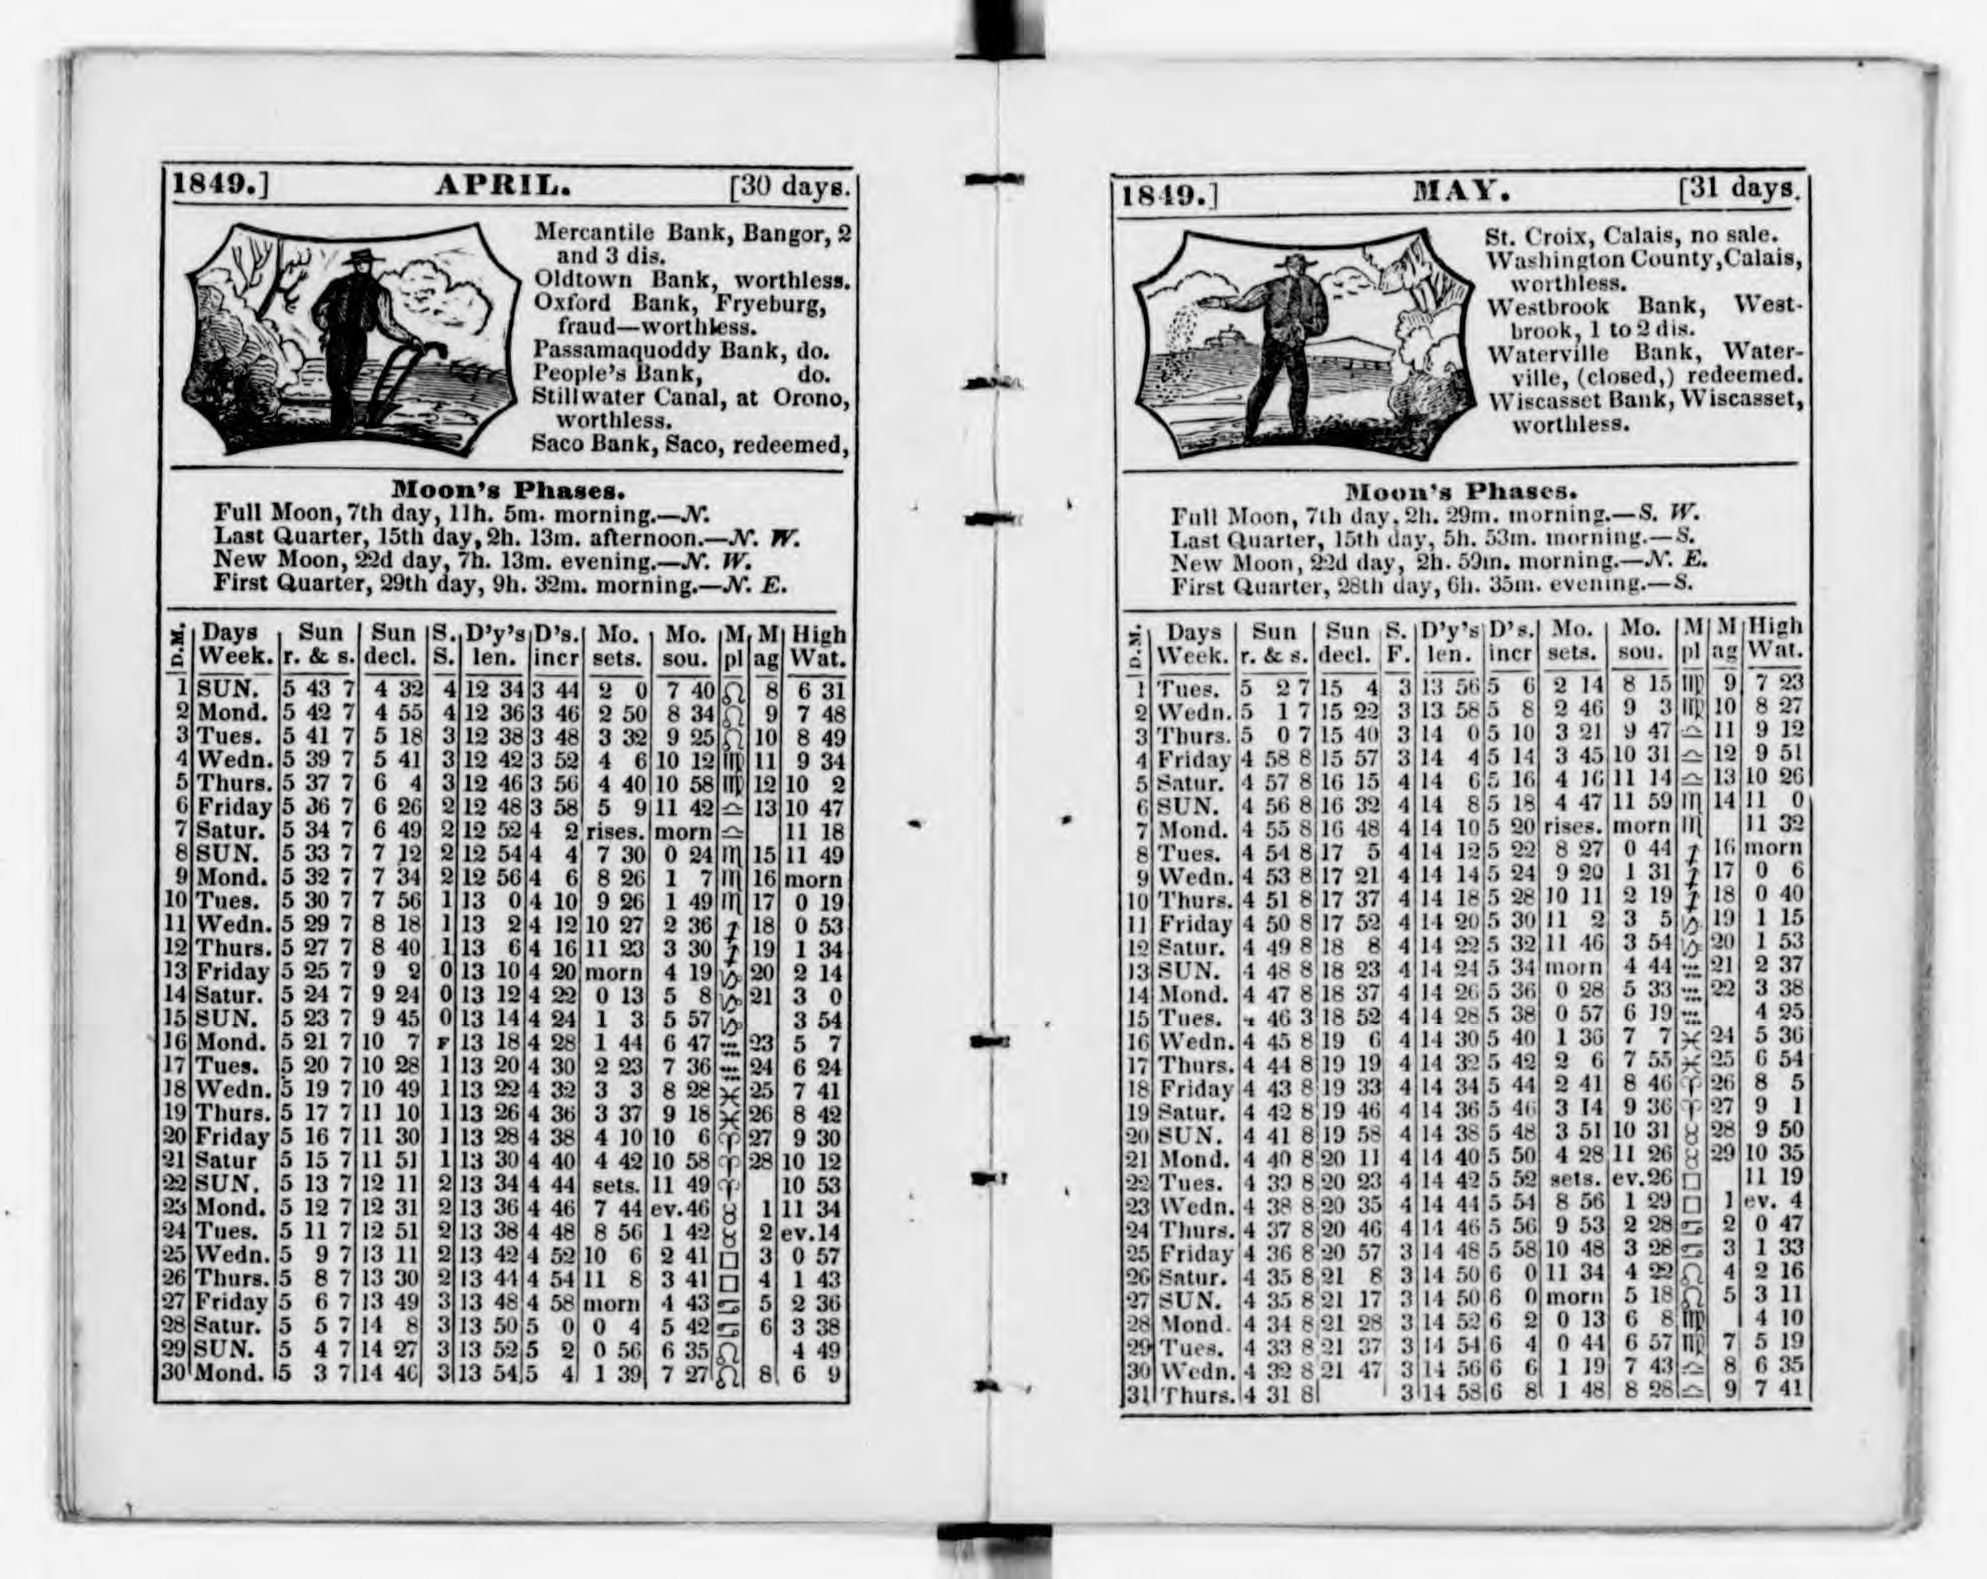 1849.] APRIL. [30 days.
Mercantile Bank, Bangor, 2
and 3 dis.
Oldtown Bank, worthless.
Oxford Bank, Fryeburg,
fraud—worthless.
Passamaquoddy Bank, do.
People's Bank, do.
Stillwater Canal, at Orono,
worthless.
Saco Bank, Saco, redeemed,
Moon's Phases.
Full Moon, 7th day, 11h. 5m. morning.—N.
Last Quarter, 15th day, 2h. 13m. afternoon.—N. W.
New Moon, 22d day, 7h. 13m. evening.—N. W.
First Quarter, 29th day, 9h. 32m. morning.—N. E.
D.M. Days Sun Sun S. D'y's D's. Mo. Mo. M M High
Week. r. & s. decl. S. len. incr sets. sou. pl ag Wat.
1 SUN. 5 43 7 4 32 4 12 34 3 44 2 0 7 40 ♌ 8 6 31
2 Mond. 5 42 7 4 55 4 12 36 3 46 2 50 8 34 ♌ 9 7 48
3 Tues. 5 41 7 5 18 3 12 38 3 48 3 32 9 25 ♌ 10 8 49
4 Wedn. 5 39 7 5 41 3 12 42 3 52 4 6 10 12 ♍ 11 9 34
5 Thurs. 5 37 7 6 4 3 12 46 3 56 4 40 10 58 ♍ 12 10 2
6 Friday 5 36 7 6 26 2 12 48 3 58 5 9 11 42 ♎ 13 10 47
7 Satur. 5 34 7 6 49 2 12 52 4 2 rises. morn ♎ 11 18
8 SUN. 5 33 7 7 12 2 12 54 4 4 7 30 0 24 ♏ 15 11 49
9 Mond. 5 32 7 7 34 2 12 56 4 6 8 26 1 7 ♏ 16 morn
10 Tues. 5 30 7 7 56 1 13 0 4 10 9 26 1 49 ♏ 17 0 19
11 Wedn. 5 29 7 8 18 1 13 2 4 12 10 27 2 36 ♐ 18 0 53
12 Thurs. 5 27 7 8 40 1 13 6 4 16 11 23 3 30 ♐ 19 1 34
13 Friday 5 25 7 9 2 0 13 10 4 20 morn 4 19 ♑ 20 2 14
14 Satur. 5 24 7 9 24 0 13 12 4 22 0 13 5 8 ♑ 21 3 0
15 SUN. 5 23 7 9 45 0 13 14 4 24 1 3 5 57 ♑ 3 54
16 Mond. 5 21 7 10 7 F 13 18 4 28 1 44 6 47 ♒ 23 5 7
17 Tues. 5 20 7 10 28 1 13 20 4 30 2 23 7 36 ♒ 24 6 24
18 Wedn. 5 19 7 10 49 1 13 22 4 32 3 3 8 28 ♓ 25 7 41
19 Thurs. 5 17 7 11 10 1 13 26 4 36 3 37 9 18 ♓ 26 8 42
20 Friday 5 16 7 11 30 1 13 28 4 38 4 10 10 6 ♈ 27 9 30
21 Satur 5 15 7 11 51 1 13 30 4 40 4 42 10 58 ♈ 28 10 12
22 SUN. 5 13 7 12 11 2 13 34 4 44 sets. 11 49 ♈ 10 53
23 Mond. 5 12 7 12 31 2 13 36 4 46 7 44 ev.46 ♉ 1 11 34
24 Tues. 5 11 7 12 51 2 13 38 4 48 8 56 1 42 ♉ 2 ev.14
25 Wedn. 5 9 7 13 11 2 13 42 4 52 10 6 2 41 □ 3 0 57
26 Thurs. 5 8 7 13 30 2 13 44 4 54 11 8 3 41 □ 4 1 43
27 Friday 5 6 7 13 49 3 13 48 4 58 morn 4 43 ♋ 5 2 36
28 Satur. 5 5 7 14 8 3 13 50 5 0 0 4 5 42 ♋ 6 3 38
29 SUN. 5 4 7 14 27 3 13 52 5 2 0 56 6 35 ♌ 4 49
30 Mond. 5 3 7 14 46 3 13 54 5 4 1 39 7 27 ♌ 8 6 9
1849.] MAY. [31 days.
St. Croix, Calais, no sale.
Washington County, Calais,
worthless.
Westbrook Bank, West-
brook, 1 to 2 dis.
Waterville Bank, Water-
ville, (closed,) redeemed.
Wiscasset Bank, Wiscasset,
worthless.
Moon's Phases.
Full Moon, 7th day, 2h. 29m. morning.—S. W.
Last Quarter, 15th day, 5h. 53m. morning.—S.
New Moon, 22d day, 2h. 59m. morning.—N. E.
First Quarter, 28th day, 6h. 35m. evening.—S.
D.M. Days Sun Sun S. D'y's D's. Mo. Mo. M M High
Week. r. & s. decl. F. len. incr sets. sou. pl ag Wat.
1 Tues. 5 2 7 15 4 3 13 56 5 6 2 14 8 15 ♍ 9 7 23
2 Wedn. 5 1 7 15 22 3 13 58 5 8 2 46 9 3 ♍ 10 8 27
3 Thurs. 5 0 7 15 40 3 14 0 5 10 3 21 9 47 ♎ 11 9 12
4 Friday 4 58 8 15 57 3 14 4 5 14 3 45 10 31 ♎ 12 9 51
5 Satur. 4 57 8 16 15 4 14 6 5 16 4 16 11 14 ♎ 13 10 26
6 SUN. 4 56 8 16 32 4 14 8 5 18 4 47 11 59 ♏ 14 11 0
7 Mond. 4 55 8 16 48 4 14 10 5 20 rises. morn ♏ 11 32
8 Tues. 4 54 8 17 5 4 14 12 5 22 8 27 0 44 ♐ 16 morn
9 Wedn. 4 53 8 17 21 4 14 14 5 24 9 20 1 31 ♐ 17 0 6
10 Thurs. 4 51 8 17 37 4 14 18 5 28 10 11 2 19 ♐ 18 0 40
11 Friday 4 50 8 17 52 4 14 20 5 30 11 2 3 5 ♑ 19 1 15
12 Satur. 4 49 8 18 8 4 14 22 5 32 11 46 3 54 ♑ 20 1 53
13 SUN. 4 48 8 18 23 4 14 24 5 34 morn 4 44 ♒ 21 2 37
14 Mond. 4 47 8 18 37 4 14 26 5 36 0 28 5 33 ♒ 22 3 38
15 Tues. 4 46 3 18 52 4 14 28 5 38 0 57 6 19 ♒ 4 25
16 Wedn. 4 45 8 19 6 4 14 30 5 40 1 36 7 7 ♓ 24 5 36
17 Thurs. 4 44 8 19 19 4 14 32 5 42 2 6 7 55 ♓ 25 6 54
18 Friday 4 43 8 19 33 4 14 34 5 44 2 41 8 46 ♈ 26 8 5
19 Satur. 4 42 8 19 46 4 14 36 5 46 3 14 9 36 ♈ 27 9 1
20 SUN. 4 41 8 19 58 4 14 38 5 48 3 51 10 31 ♉ 28 9 50
21 Mond. 4 40 8 20 11 4 14 40 5 50 4 28 11 26 ♉ 29 10 35
22 Tues. 4 39 8 20 23 4 14 42 5 52 sets. ev.26 □ 11 19
23 Wedn. 4 38 8 20 35 4 14 44 5 54 8 56 1 29 □ 1 ev. 4
24 Thurs. 4 37 8 20 46 4 14 46 5 56 9 53 2 28 ♋ 2 0 47
25 Friday 4 36 8 20 57 3 14 48 5 58 10 48 3 28 ♋ 3 1 33
26 Satur. 4 35 8 21 8 3 14 50 6 0 11 34 4 22 ♌ 4 2 16
27 SUN. 4 35 8 21 17 3 14 50 6 0 morn 5 18 ♌ 5 3 11
28 Mond. 4 34 8 21 28 3 14 52 6 2 0 13 6 8 ♍ 4 10
29 Tues. 4 33 8 21 37 3 14 54 6 4 0 44 6 57 ♍ 7 5 19
30 Wedn. 4 32 8 21 47 3 14 56 6 6 1 19 7 43 ♎ 8 6 35
31 Thurs. 4 31 8 3 14 58 6 8 1 48 8 28 ♎ 9 7 41